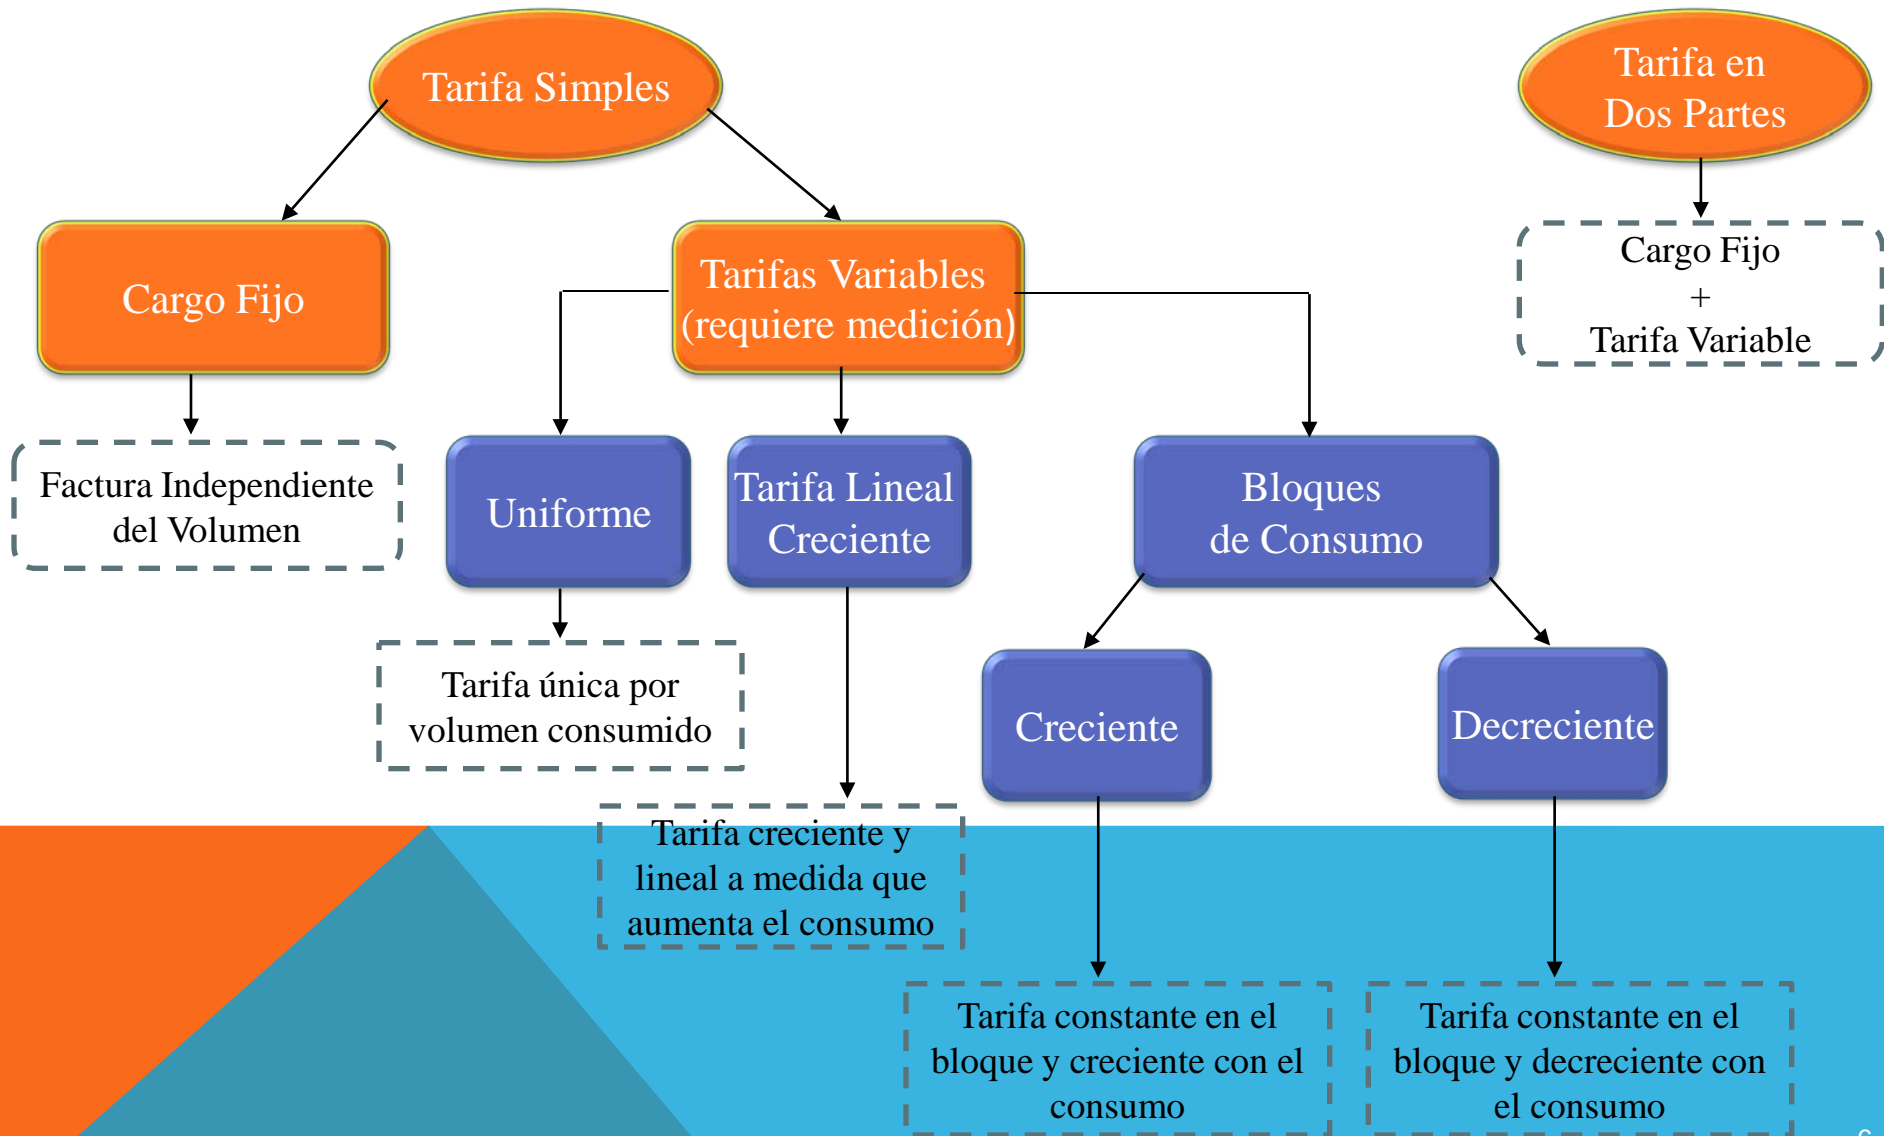 Tarifa Simples
Tarifa en
Dos Partes
Cargo Fijo
Tarifas Variables
(requiere medición)
Cargo Fijo
+
Tarifa Variable
Factura Independiente
del Volumen
Uniforme
Tarifa Lineal
Creciente
Bloques
de Consumo
Tarifa única por
volumen consumido
Creciente
Decreciente
Tarifa creciente y
lineal a medida que
aumenta el consumo
Tarifa constante en el
bloque y creciente con el
consumo
Tarifa constante en el
bloque y decreciente con
el consumo